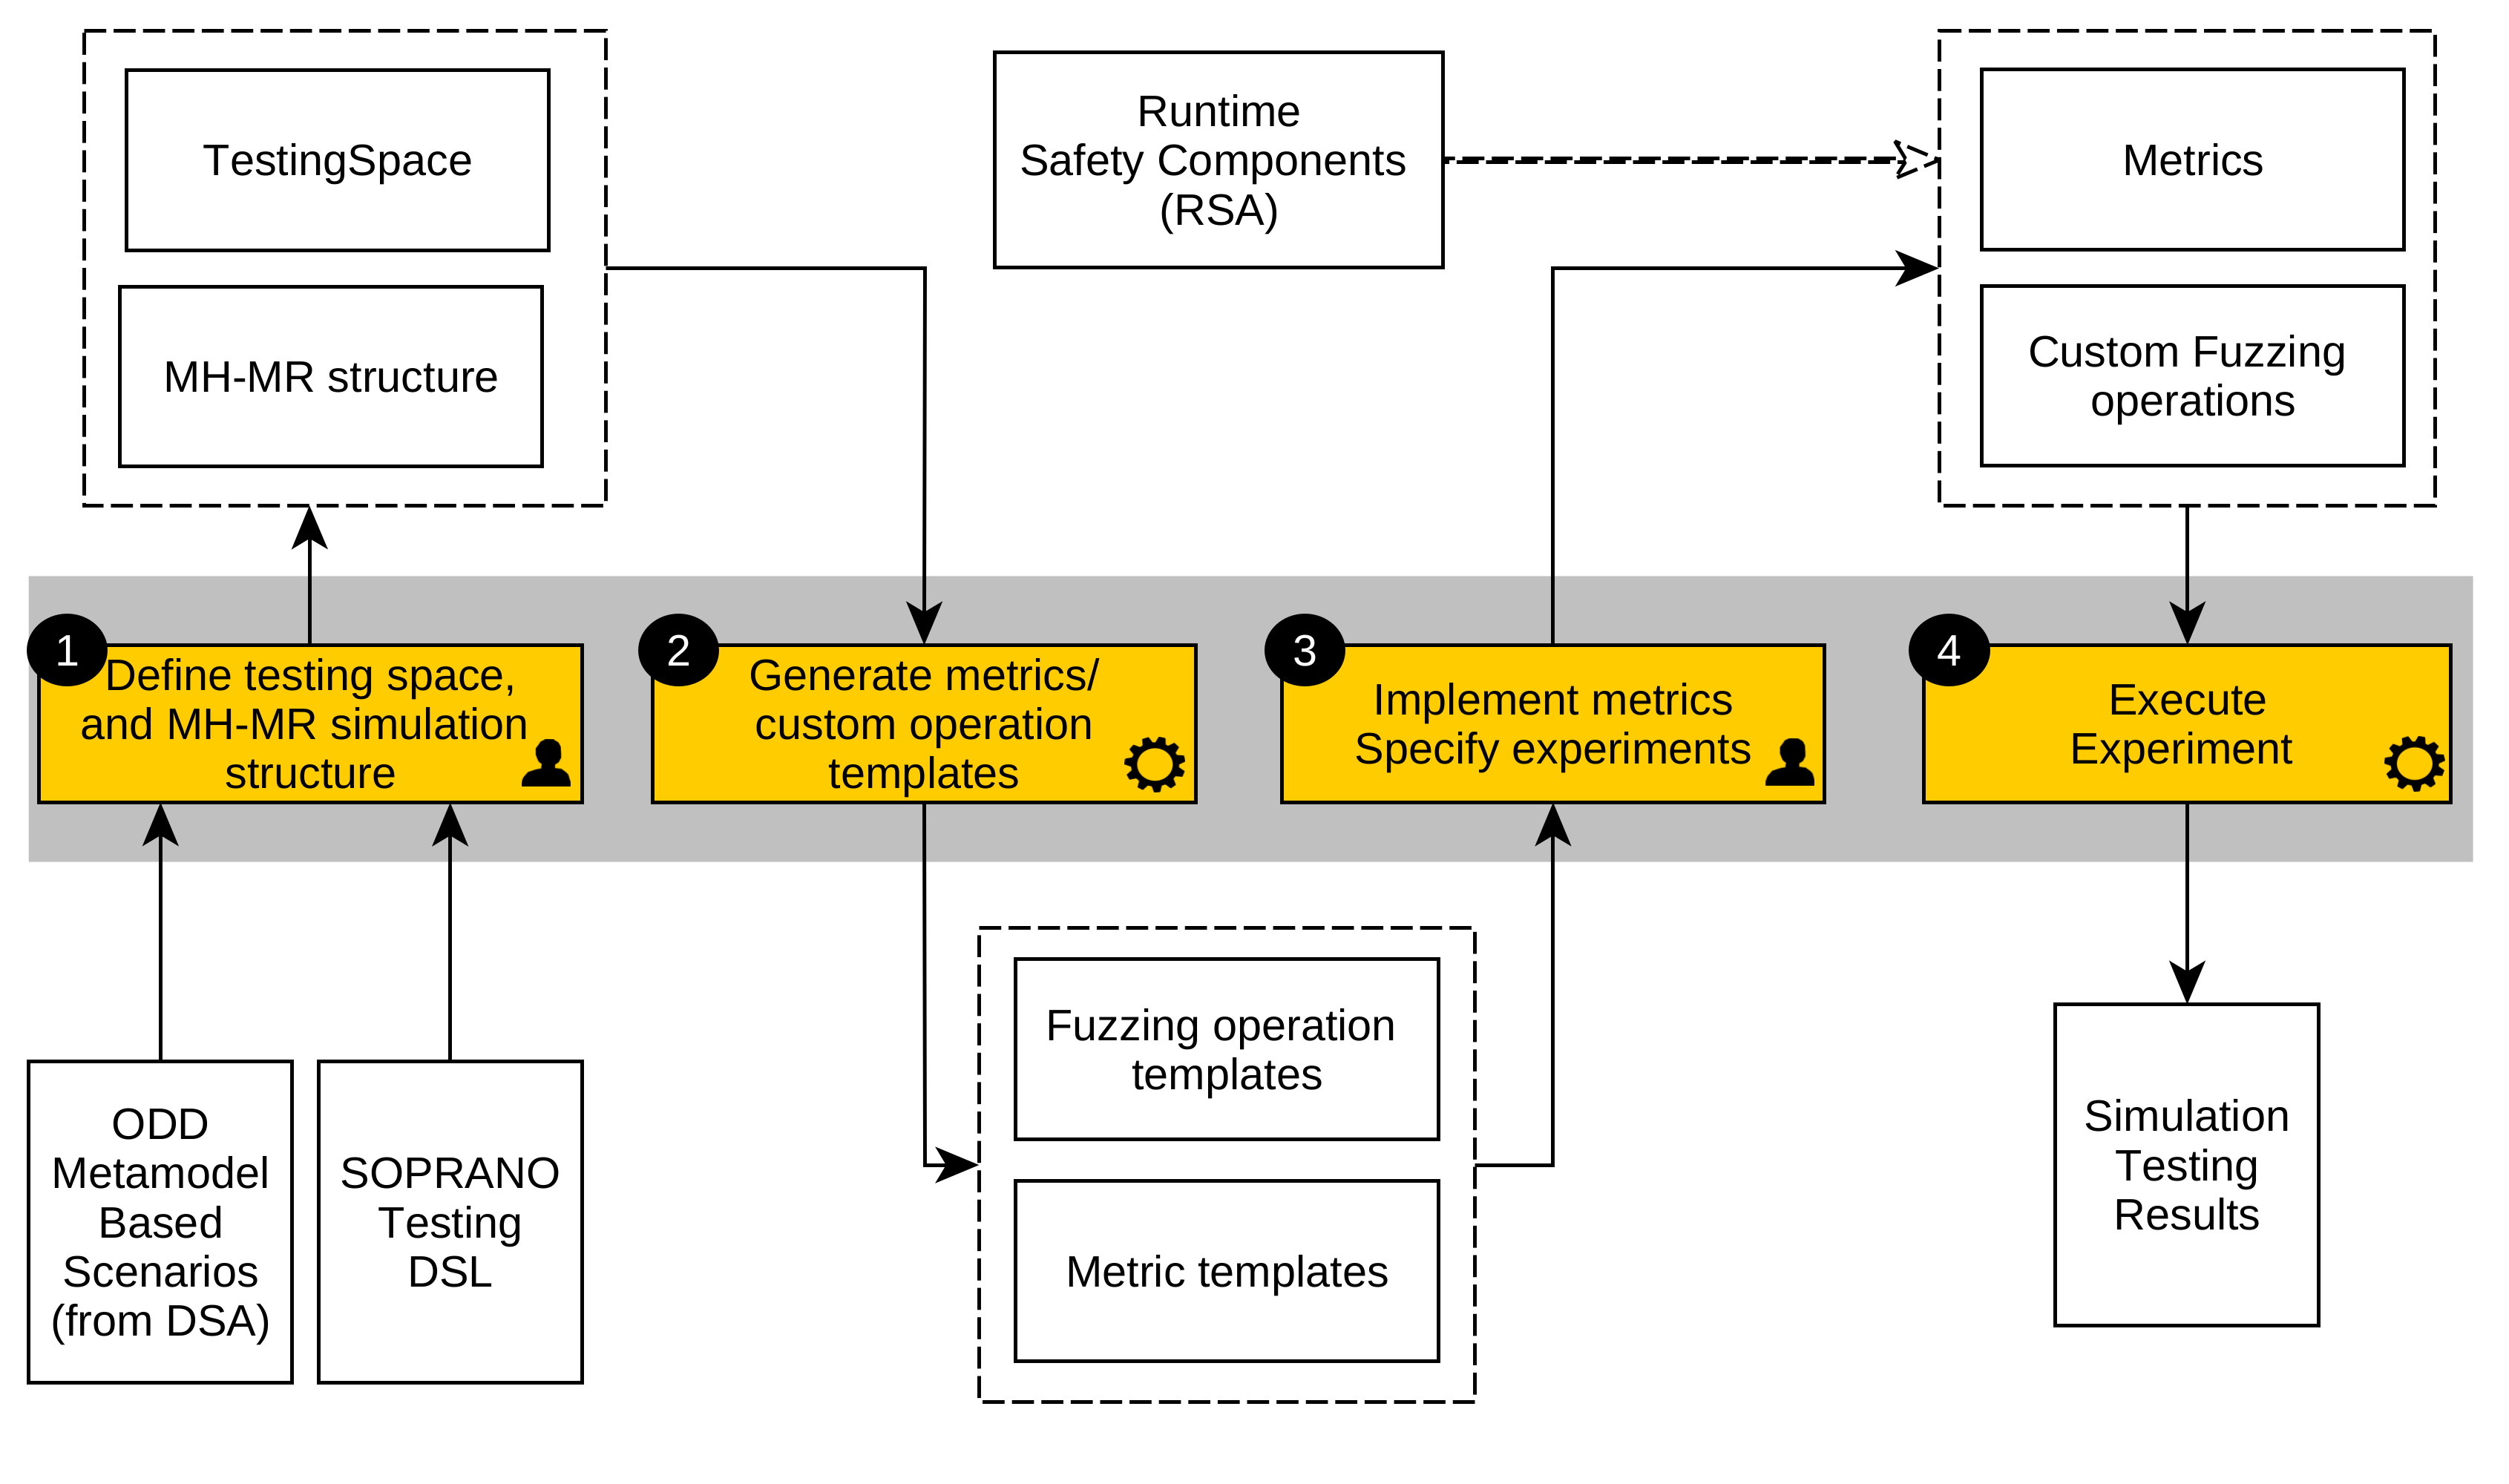 TestingSpace
MH-MR structure
Runtime
Safety Components
(RSA)
Metrics
Custom Fuzzing
operations
1
Define testing space,
and MH-MR simulation
structure
2
Generate metrics/
custom operation
templates
3
Implement metrics
Specify experiments
4
Execute
Experiment
ODD
Metamodel
Based
Scenarios
(from DSA)
SOPRANO
Testing
DSL
Fuzzing operation
templates
Metric templates
Simulation
Testing
Results